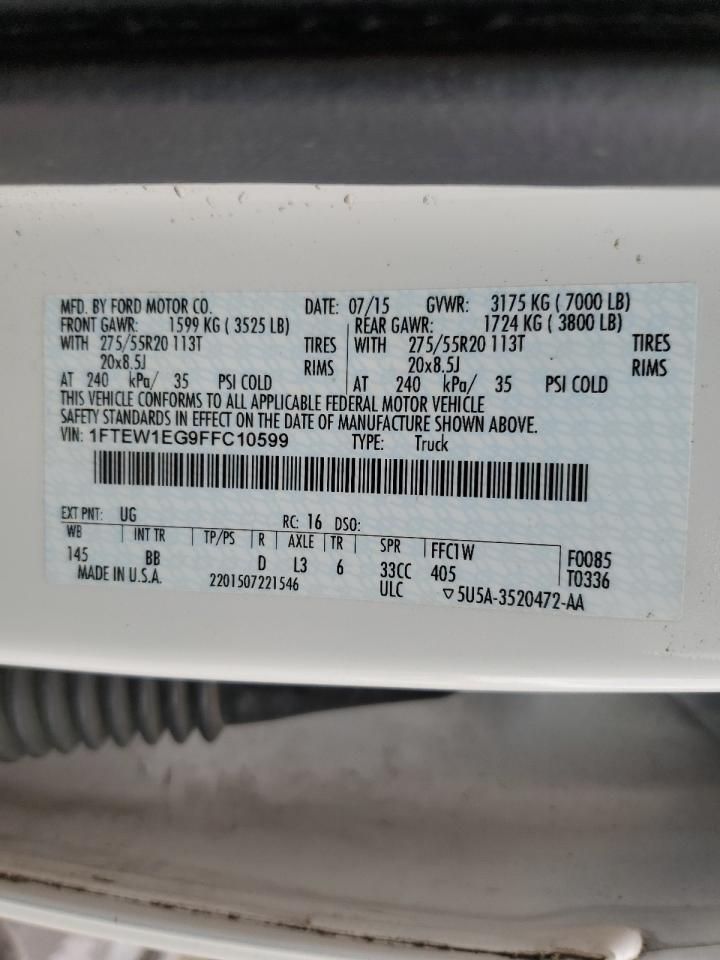 MFD. BY FORD MOTOR CO. DATE: 07/15 GVWR: 3175 KG ( 7000 LB)
FRONT GAWR: 1599 KG ( 3525 LB) REAR GAWR: 1724 KG ( 3800 LB)
WITH 275/55R20 113T TIRES WITH 275/55R20 113T TIRES
20x8.5J RIMS 20x8.5J RIMS
AT 240 kPa/ 35 PSI COLD AT 240 kPa/ 35 PSI COLD
THIS VEHICLE CONFORMS TO ALL APPLICABLE FEDERAL MOTOR VEHICLE
SAFETY STANDARDS IN EFFECT ON THE DATE OF MANUFACTURE SHOWN ABOVE.
VIN: 1FTEW1EG9FFC10599 TYPE: Truck
EXT PNT: UG RC: 16 DSO:
WB INT TR TP/PS R AXLE TR SPR FFC1W F0085
145 BB D L3 6 33CC 405 T0336
MADE IN U.S.A. 2201507221546 ULC ▽5U5A-3520472-AA